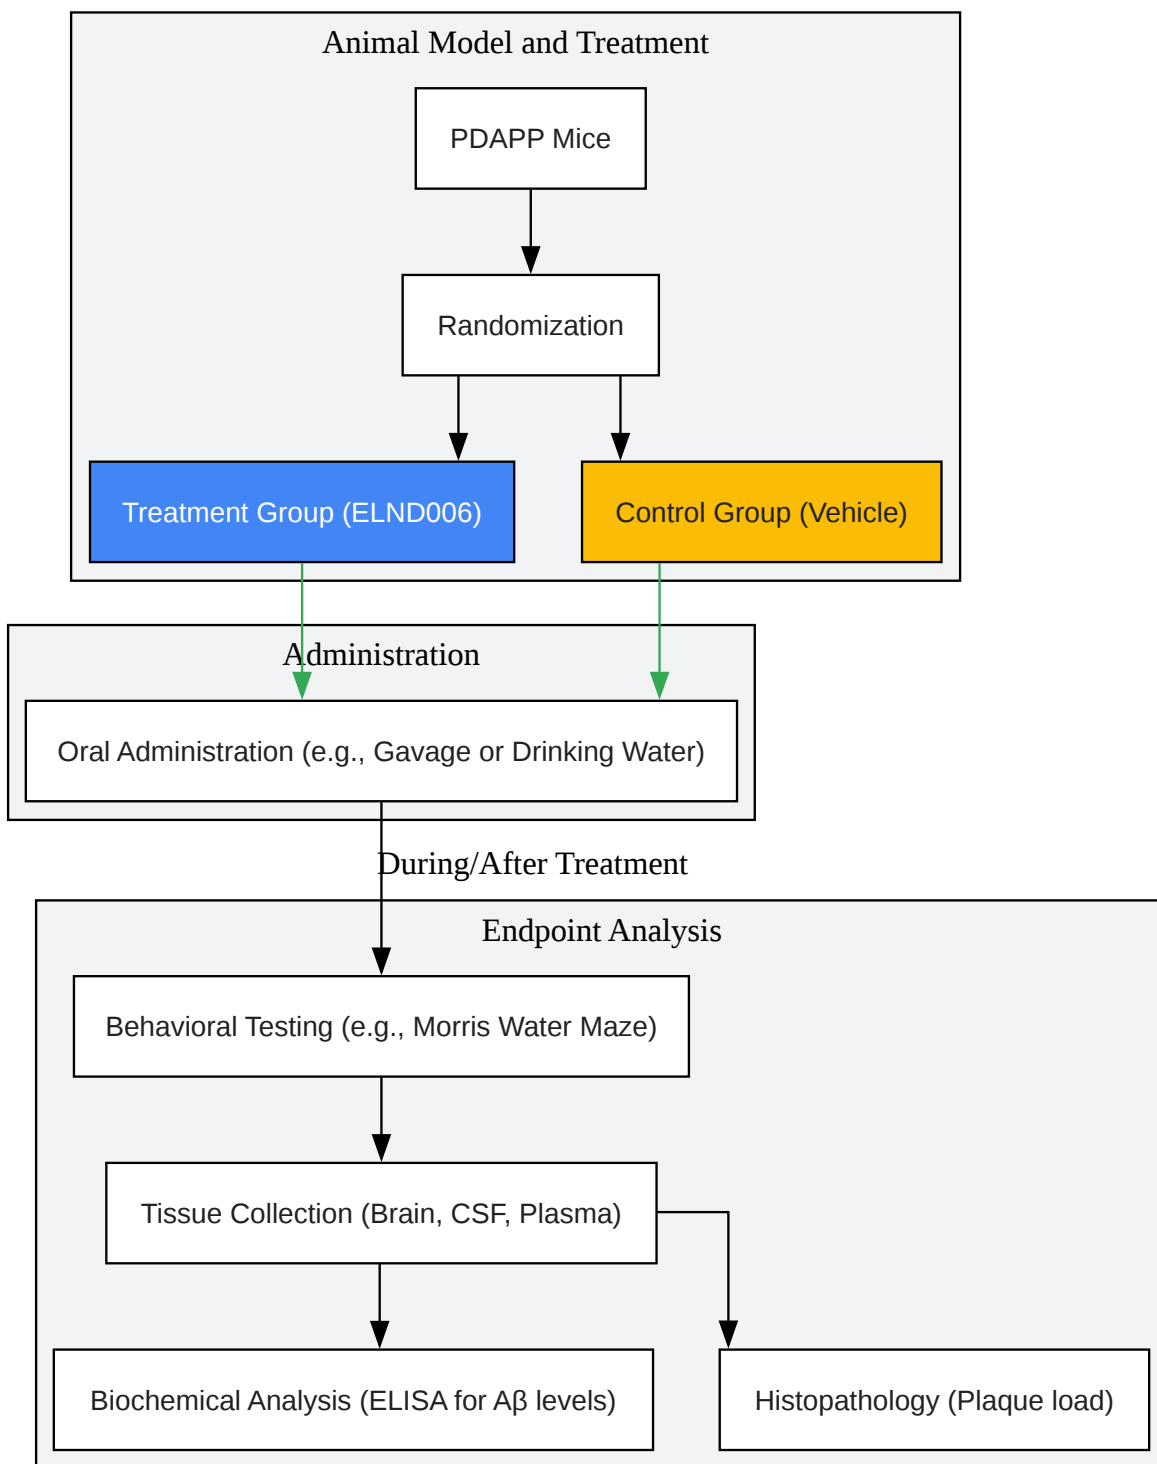 Animal Model and Treatment
PDAPP Mice
Randomization
Treatment Group (ELND006)
Control Group (Vehicle)
Administration
Oral Administration (e.g., Gavage or Drinking Water)
During/After Treatment
Endpoint Analysis
Behavioral Testing (e.g., Morris Water Maze)
Tissue Collection (Brain, CSF, Plasma)
Biochemical Analysis (ELISA for Aβ levels)
Histopathology (Plaque load)